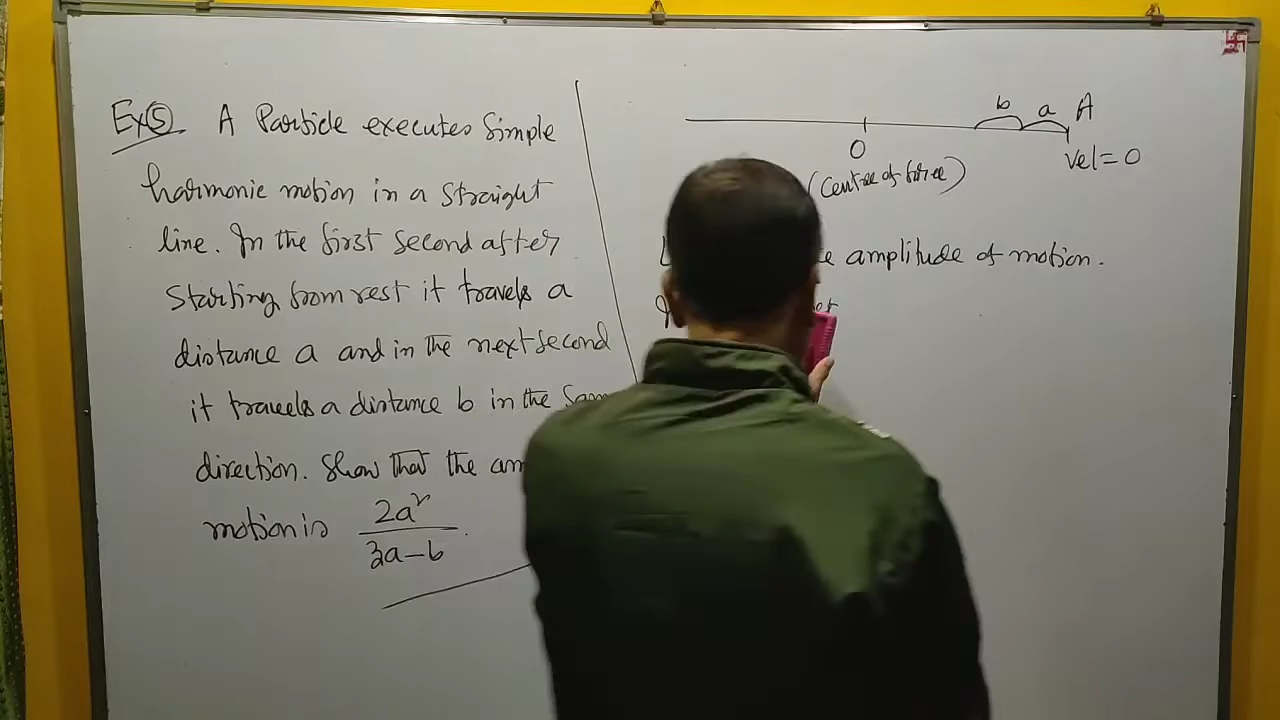 Ex⑤ A Particle executes Simple
harmonic motion in a straight
line. In the first second after
starting from rest it travels a
distance a and in the next second
it travels a distance b in the Sam
direction. Show that the am
motion is 2a²
3a-b
b a A
O
Vel=0
(Centre of force)
amplitude of motion.